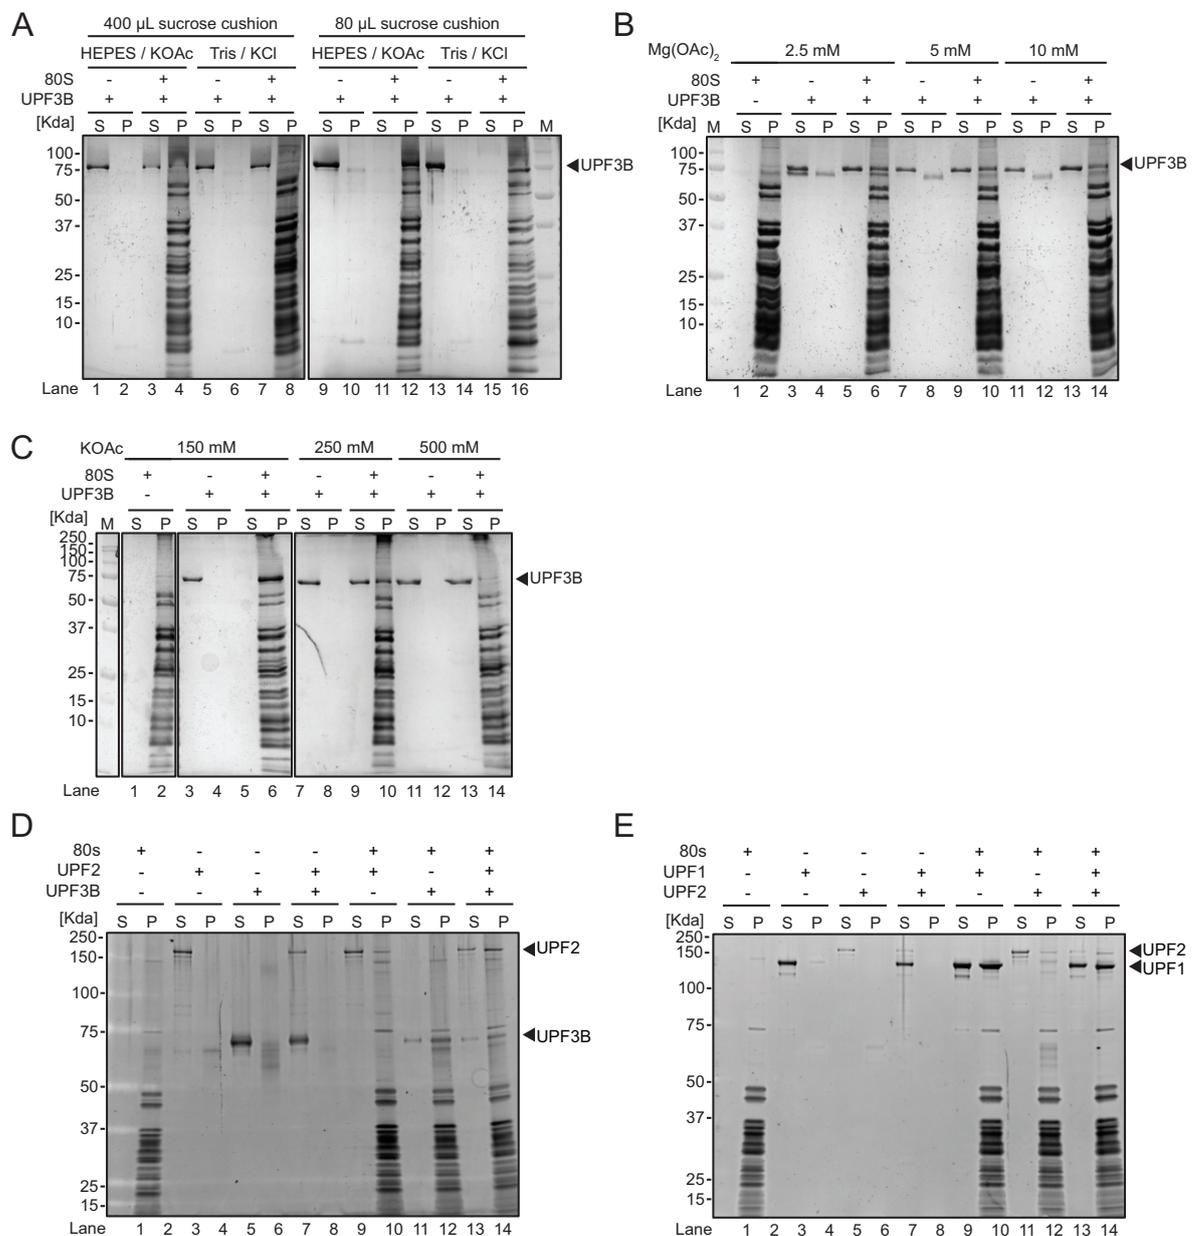 A
400 µL sucrose cushion 80 µL sucrose cushion
HEPES / KOAc Tris / KCl HEPES / KOAc Tris / KCl
80S - + - + - + - +
UPF3B + + + + + + + +
[Kda] S P S P S P S P S P S P S P S P M
100-
75-
50-
37-
25-
15-
10-
◀UPF3B
Lane 1 2 3 4 5 6 7 8 9 10 11 12 13 14 15 16
B
Mg(OAc)₂ 2.5 mM 5 mM 10 mM
80S + - + - + - +
UPF3B - + + + + + +
[Kda] M S P S P S P S P S P S P S P
100-
75-
50-
37-
25-
15-
10-
◀UPF3B
Lane 1 2 3 4 5 6 7 8 9 10 11 12 13 14
C
KOAc 150 mM 250 mM 500 mM
80S + - + - + - +
UPF3B - + + + + + +
[Kda] M S P S P S P S P S P S P S P
250-
150-
100-
75-
50-
37-
25-
15-
10-
◀UPF3B
Lane 1 2 3 4 5 6 7 8 9 10 11 12 13 14
D
80s + - - - + + +
UPF2 - + - + + - +
UPF3B - - + + - + +
[Kda] S P S P S P S P S P S P S P
250-
150-
100-
75-
50-
37-
25-
15-
◀UPF2
◀UPF3B
Lane 1 2 3 4 5 6 7 8 9 10 11 12 13 14
E
80s + - - - + + +
UPF1 - + - + + - +
UPF2 - - + + - + +
[Kda] S P S P S P S P S P S P S P
250-
150-
100-
75-
50-
37-
25-
15-
◀UPF2
◀UPF1
Lane 1 2 3 4 5 6 7 8 9 10 11 12 13 14